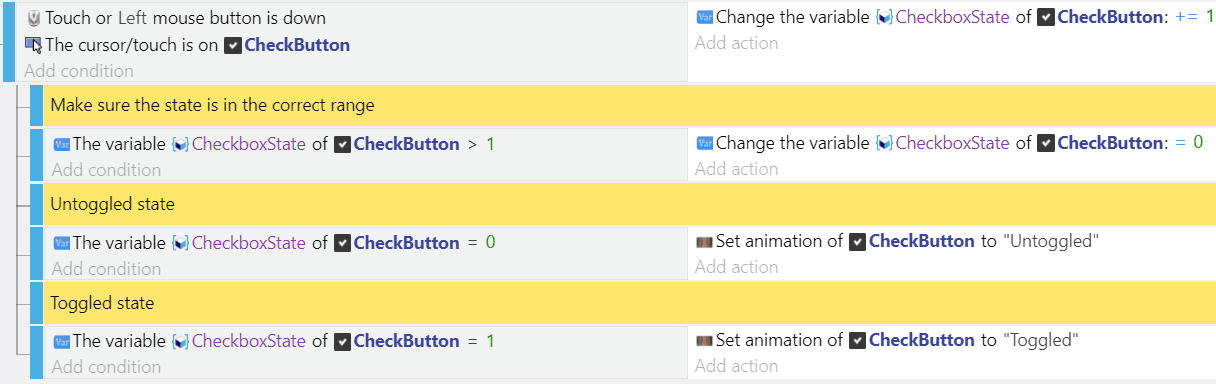 Touch or Left mouse button is down
Change the variable CheckboxState of CheckButton: += 1
The cursor/touch is on CheckButton
Add action
Add condition
Make sure the state is in the correct range
Var The variable CheckboxState of CheckButton > 1
Var Change the variable CheckboxState of CheckButton: = 0
Add condition
Add action
Untoggled state
Var The variable CheckboxState of CheckButton = 0
Set animation of CheckButton to "Untoggled"
Add condition
Add action
Toggled state
Var The variable CheckboxState of CheckButton = 1
Set animation of CheckButton to "Toggled"
Add condition
Add action